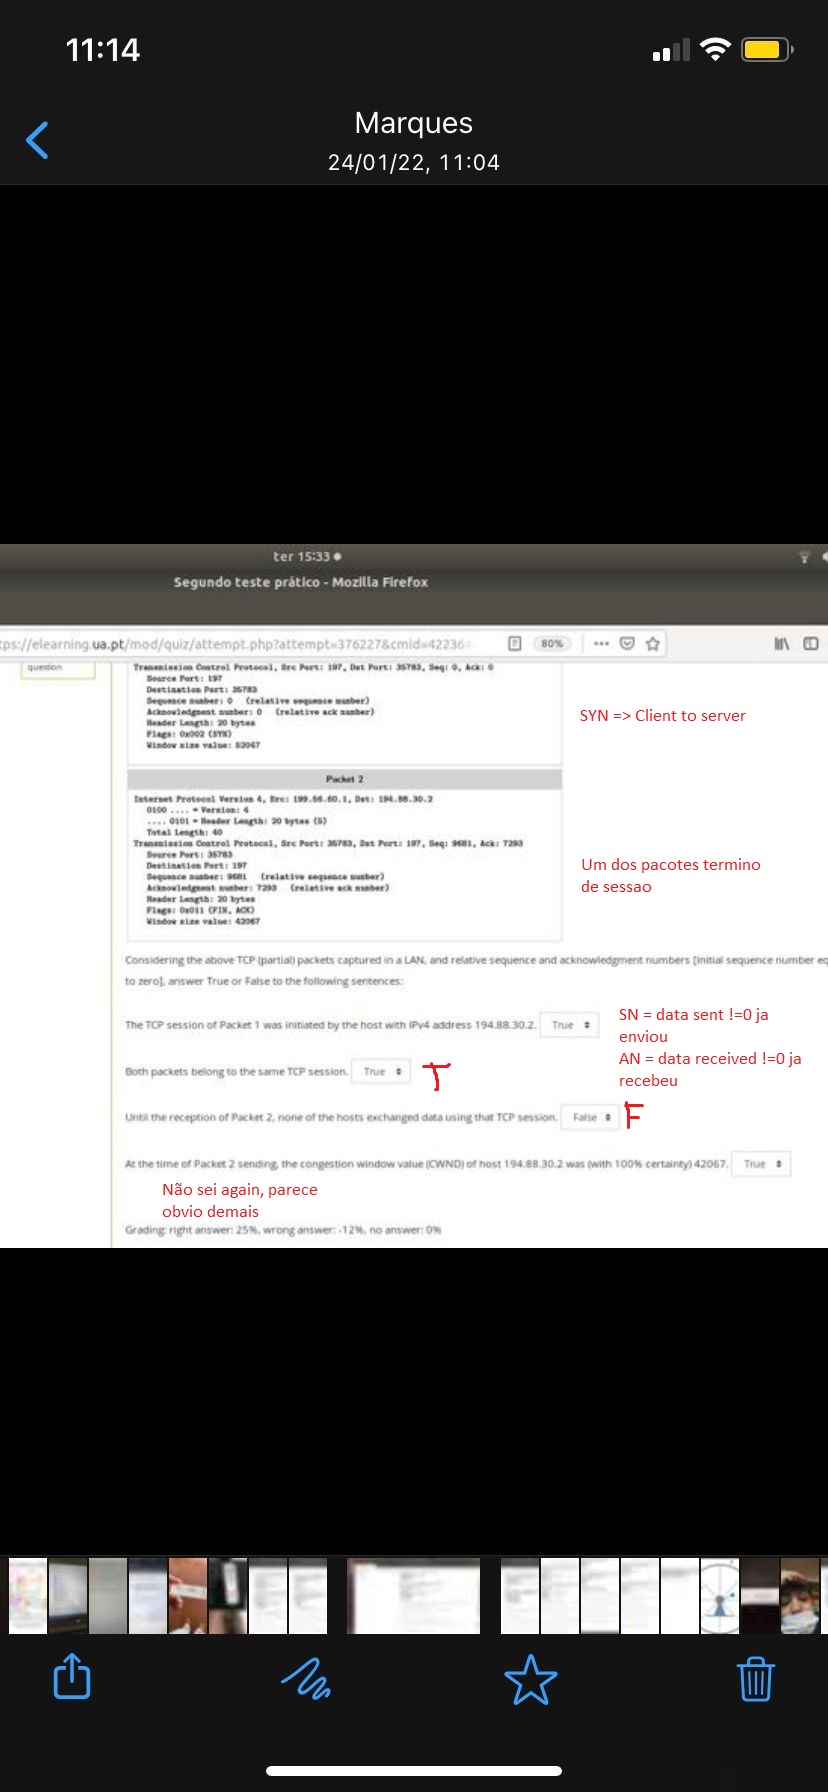 11:14
Marques
24/01/22, 11:04
ter 15:33
Segundo teste prático - Mozilla Firefox
tps://elearning.ua.pt/mod/quiz/attempt.php?attempt=376227&cmid=42236
80%
question
Transmission Control Protocol, Src Port: 197, Dst Port: 35783, Seq: 0, Ack: 0
Source Port: 197
Destination Port: 35783
Sequence number: 0 (relative sequence number)
Acknowledgment number: 0 (relative ack number)
Header Length: 20 bytes
Flags: 0x002 (SYN)
Window size value: 52047
SYN => Client to server
Packet 2
Internet Protocol Version 4, Src: 199.56.60.1, Dst: 194.88.30.2
0100 .... = Version: 4
.... 0101 = Header Length: 20 bytes (5)
Total Length: 40
Transmission Control Protocol, Src Port: 35783, Dst Port: 197, Seq: 9681, Ack: 7293
Source Port: 35783
Destination Port: 197
Sequence number: 9681 (relative sequence number)
Acknowledgment number: 7293 (relative ack number)
Header Length: 20 bytes
Flags: 0x011 (FIN, ACK)
Window size value: 42067
Um dos pacotes termino
de sessao
Considering the above TCP (partial) packets captured in a LAN, and relative sequence and acknowledgment numbers [initial sequence number eq
to zero], answer True or False to the following sentences:
The TCP session of Packet 1 was initiated by the host with IPv4 address 194.88.30.2. True
SN = data sent !=0 ja
enviou
AN = data received !=0 ja
recebeu
Both packets belong to the same TCP session. True T
Until the reception of Packet 2, none of the hosts exchanged data using that TCP session. False F
At the time of Packet 2 sending, the congestion window value (CWND) of host 194.88.30.2 was (with 100% certainty) 42067. True
Não sei again, parece
obvio demais
Grading: right answer: 25%, wrong answer: -12%, no answer: 0%